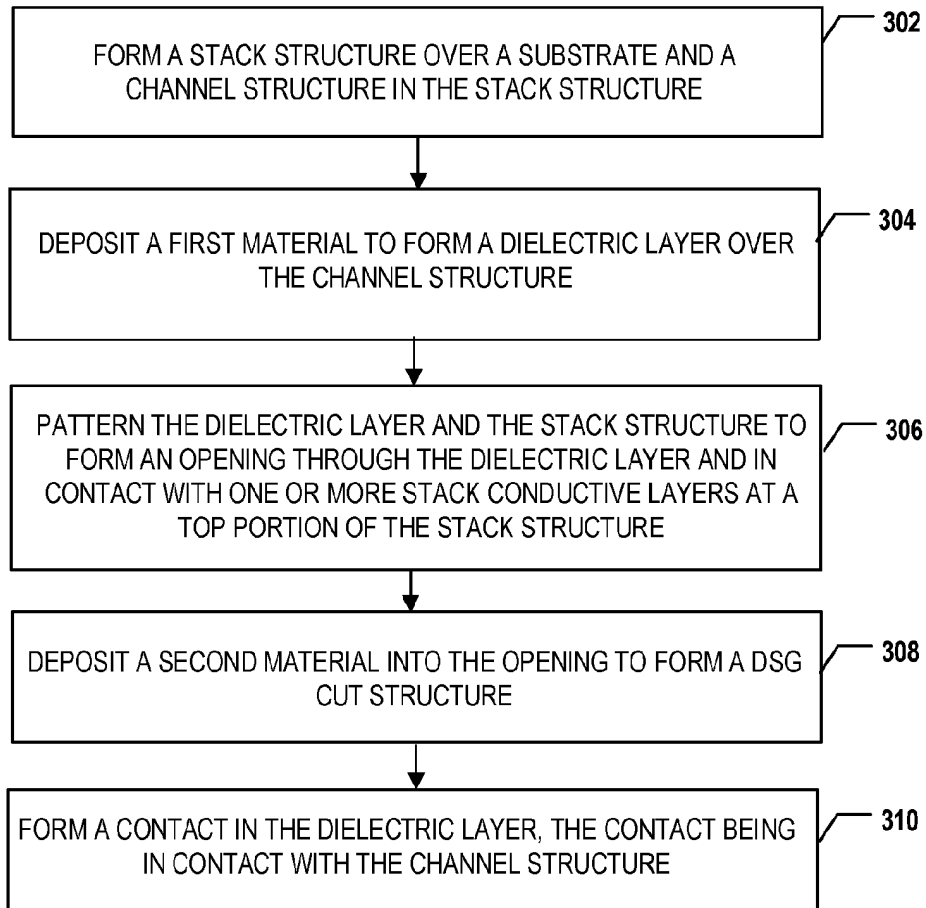 FORM A STACK STRUCTURE OVER A SUBSTRATE AND A
CHANNEL STRUCTURE IN THE STACK STRUCTURE
302
DEPOSIT A FIRST MATERIAL TO FORM A DIELECTRIC LAYER OVER
THE CHANNEL STRUCTURE
304
PATTERN THE DIELECTRIC LAYER AND THE STACK STRUCTURE TO
FORM AN OPENING THROUGH THE DIELECTRIC LAYER AND IN
CONTACT WITH ONE OR MORE STACK CONDUCTIVE LAYERS AT A
TOP PORTION OF THE STACK STRUCTURE
306
DEPOSIT A SECOND MATERIAL INTO THE OPENING TO FORM A DSG
CUT STRUCTURE
308
FORM A CONTACT IN THE DIELECTRIC LAYER, THE CONTACT BEING
IN CONTACT WITH THE CHANNEL STRUCTURE
310